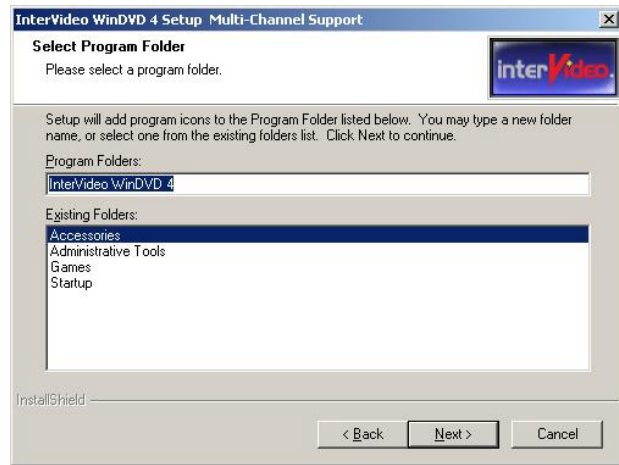 InterVideo WinDVD 4 Setup  Multi-Channel Support
Select Program Folder
Please select a program folder.
interVideo.
Setup will add program icons to the Program Folder listed below.  You may type a new folder
name, or select one from the existing folders list.  Click Next to continue.
Program Folders:
InterVideo WinDVD 4
Existing Folders:
Accessories
Administrative Tools
Games
Startup
InstallShield
< Back
Next >
Cancel